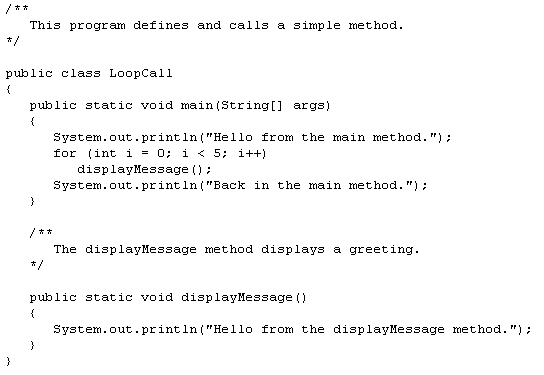 /**
   This program defines and calls a simple method.
*/

public class LoopCall
{
   public static void main(String[] args)
   {
      System.out.println("Hello from the main method.");
      for (int i = 0; i < 5; i++)
         displayMessage();
      System.out.println("Back in the main method.");
   }

   /**
      The displayMessage method displays a greeting.
   */

   public static void displayMessage()
   {
      System.out.println("Hello from the displayMessage method.");
   }
}